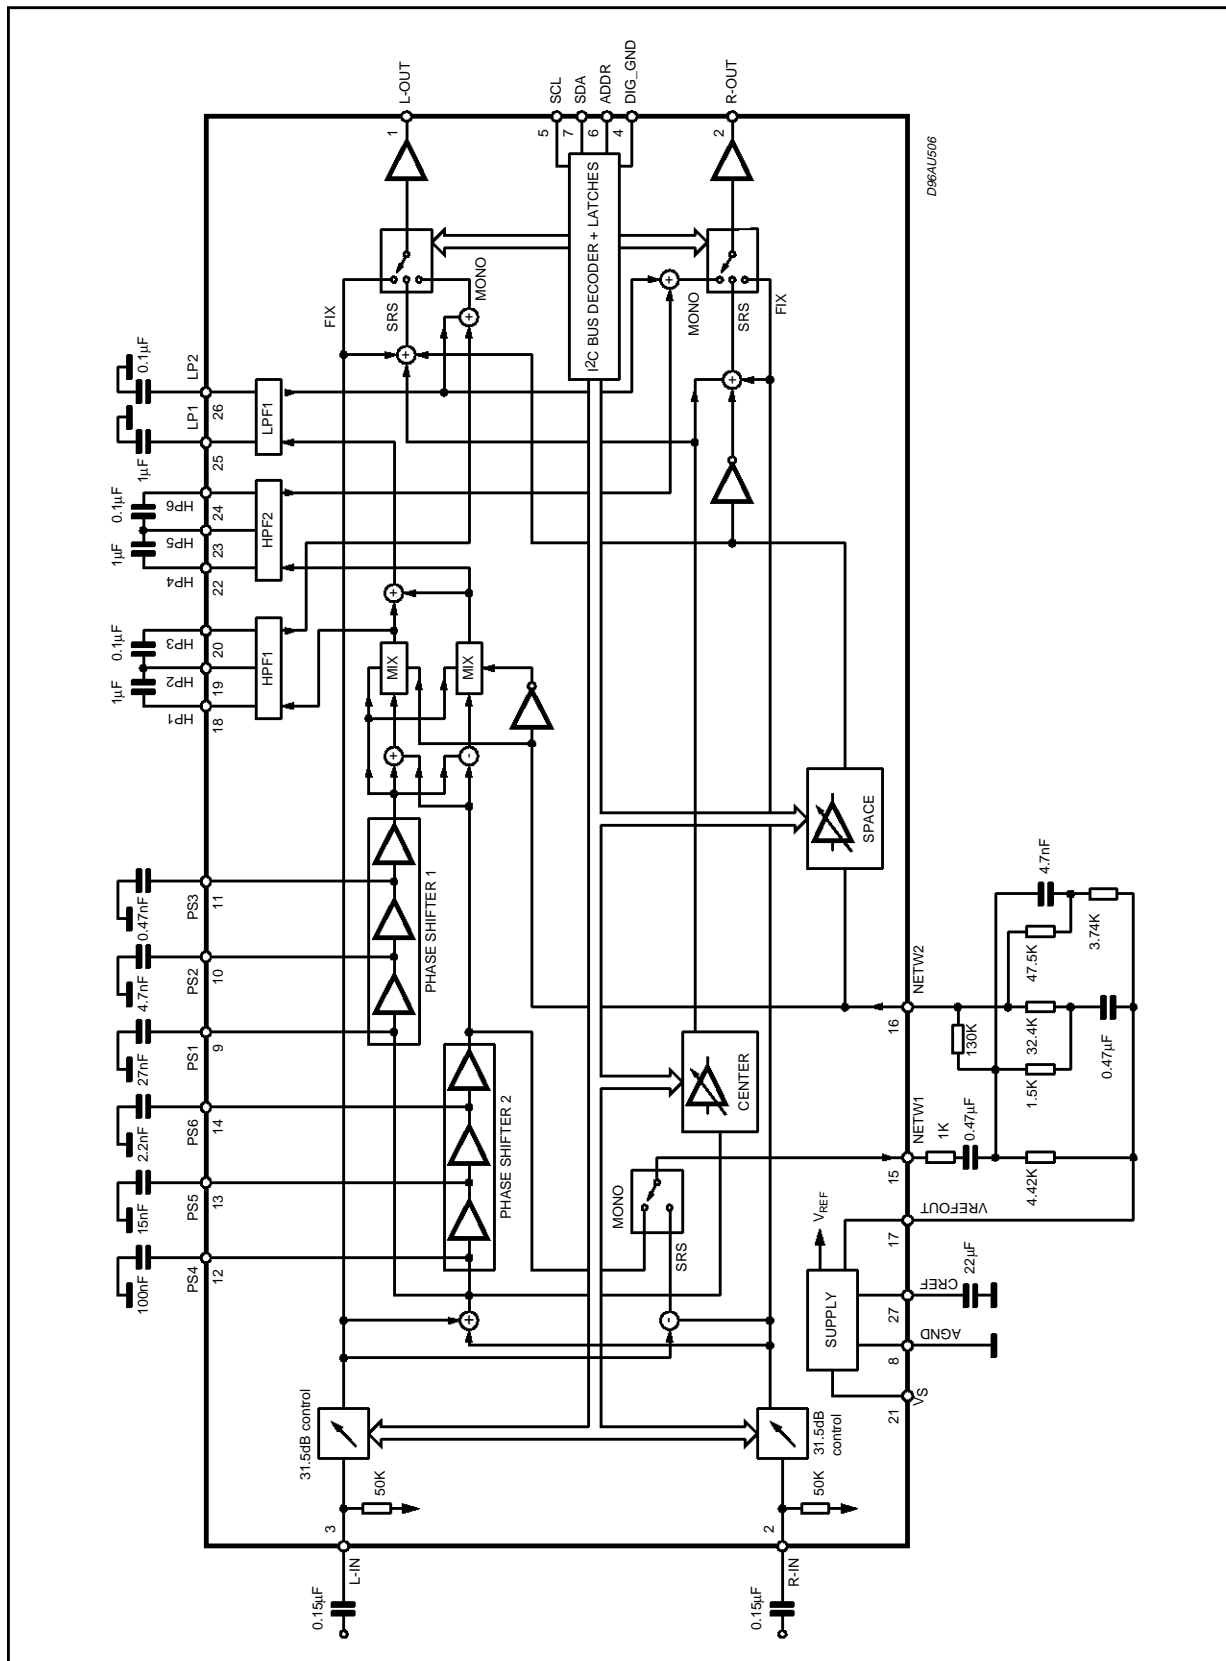 0.1µF
LP2
26
1µF
LP1
25
LPF1
0.1µF
HP6
24
HP5
23
1µF
HP4
22
HPF2
0.1µF
HP3
20
HP2
19
1µF
HP1
18
HPF1
0.47nF
PS3
11
4.7nF
PS2
10
27nF
PS1
9
2.2nF
PS6
14
15nF
PS5
13
100nF
PS4
12
L-OUT
1
SCL
5
SDA
7
ADDR
6
DIG_GND
4
R-OUT
2
D96AU506
FIX
SRS
MONO
I2C BUS DECODER + LATCHES
MONO
SRS
FIX
MIX
MIX
PHASE SHIFTER 1
PHASE SHIFTER 2
SPACE
CENTER
MONO
SRS
31.5dB control
50K
3
L-IN
0.15µF
31.5dB
control
50K
2
R-IN
0.15µF
SUPPLY
VREF
NETW2
16
NETW1
15
VREFOUT
17
CREF
27
22µF
AGND
8
VS
21
4.7nF
3.74K
47.5K
32.4K
0.47µF
130K
1.5K
1K
0.47µF
4.42K